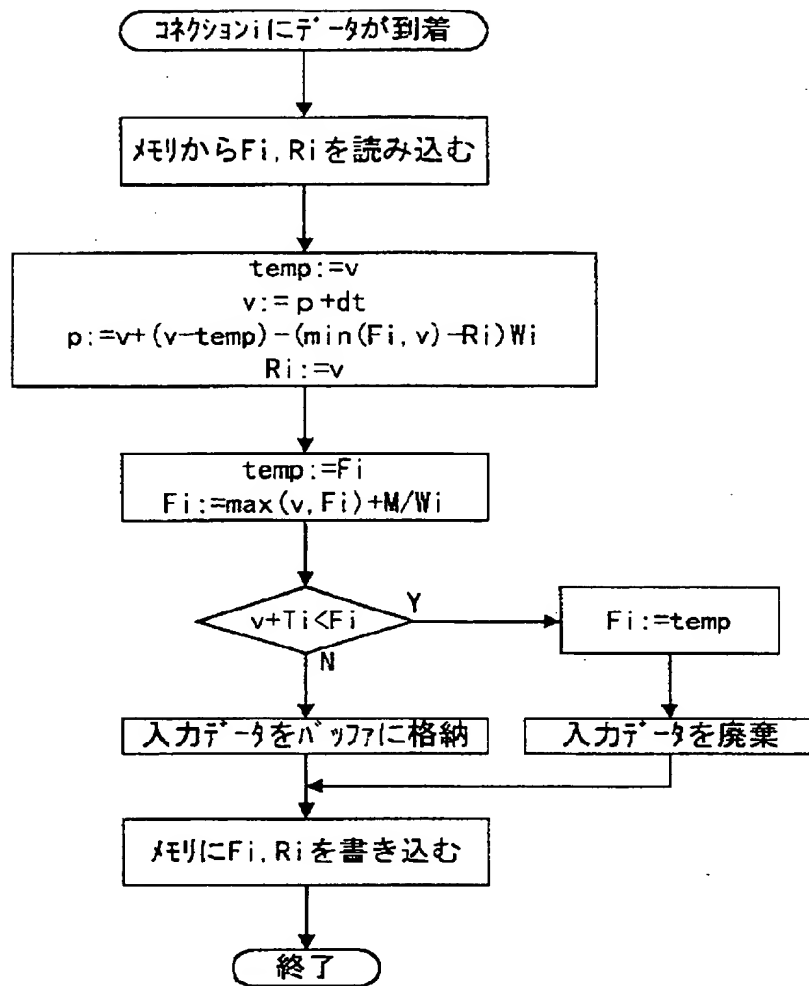 コネクションiにデータが到着
メモリからFi,Riを読み込む
temp:=v
v:=p+dt
p:=v+(v-temp)-(min(Fi,v)-Ri)Wi
Ri:=v
temp:=Fi
Fi:=max(v,Fi)+M/Wi
v+Ti<Fi
Y
Fi:=temp
N
入力データをバッファに格納
入力データを廃棄
メモリにFi,Riを書き込む
終了